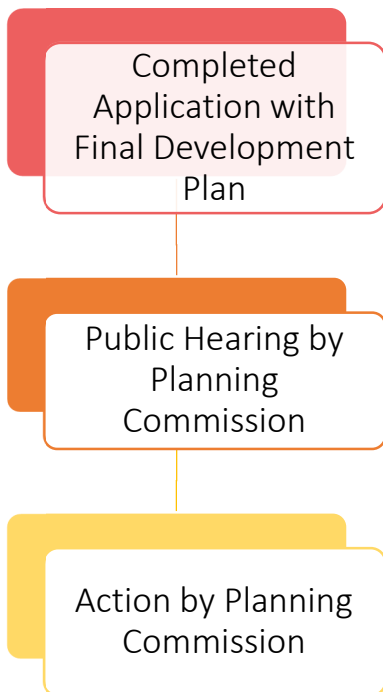 Completed
Application with
Final Development
Plan
Public Hearing by
Planning
Commission
Action by Planning
Commission